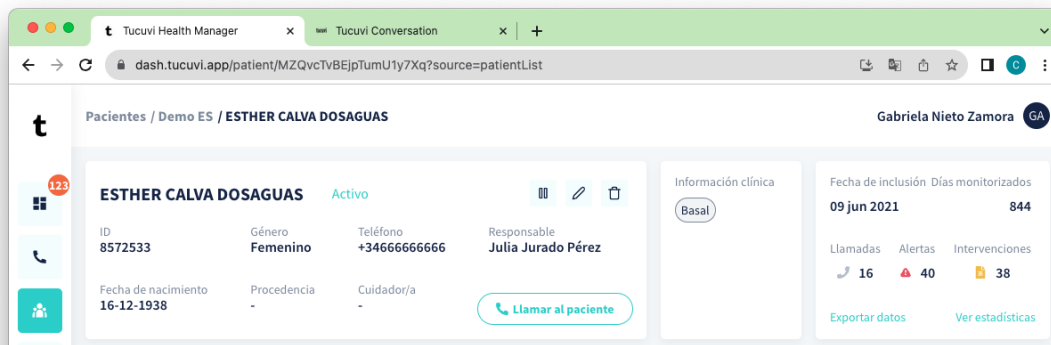 t Tucuvi Health Manager
Tucuvi Conversation
dash.tucuvi.app/patient/MZQvcTvBEJpTumU1y7Xq?source=patientList
C
t
Pacientes / Demo ES / ESTHER CALVA DOSAGUAS
Gabriela Nieto Zamora GA
123
ESTHER CALVA DOSAGUAS Activo
ID Género Teléfono Responsable
8572533 Femenino +34666666666 Julia Jurado Pérez
Fecha de nacimiento Procedencia Cuidador/a
16-12-1938 - -
Llamar al paciente
Información clínica
Basal
Fecha de inclusión Días monitorizados
09 jun 2021 844
Llamadas Alertas Intervenciones
16 40 38
Exportar datos Ver estadísticas